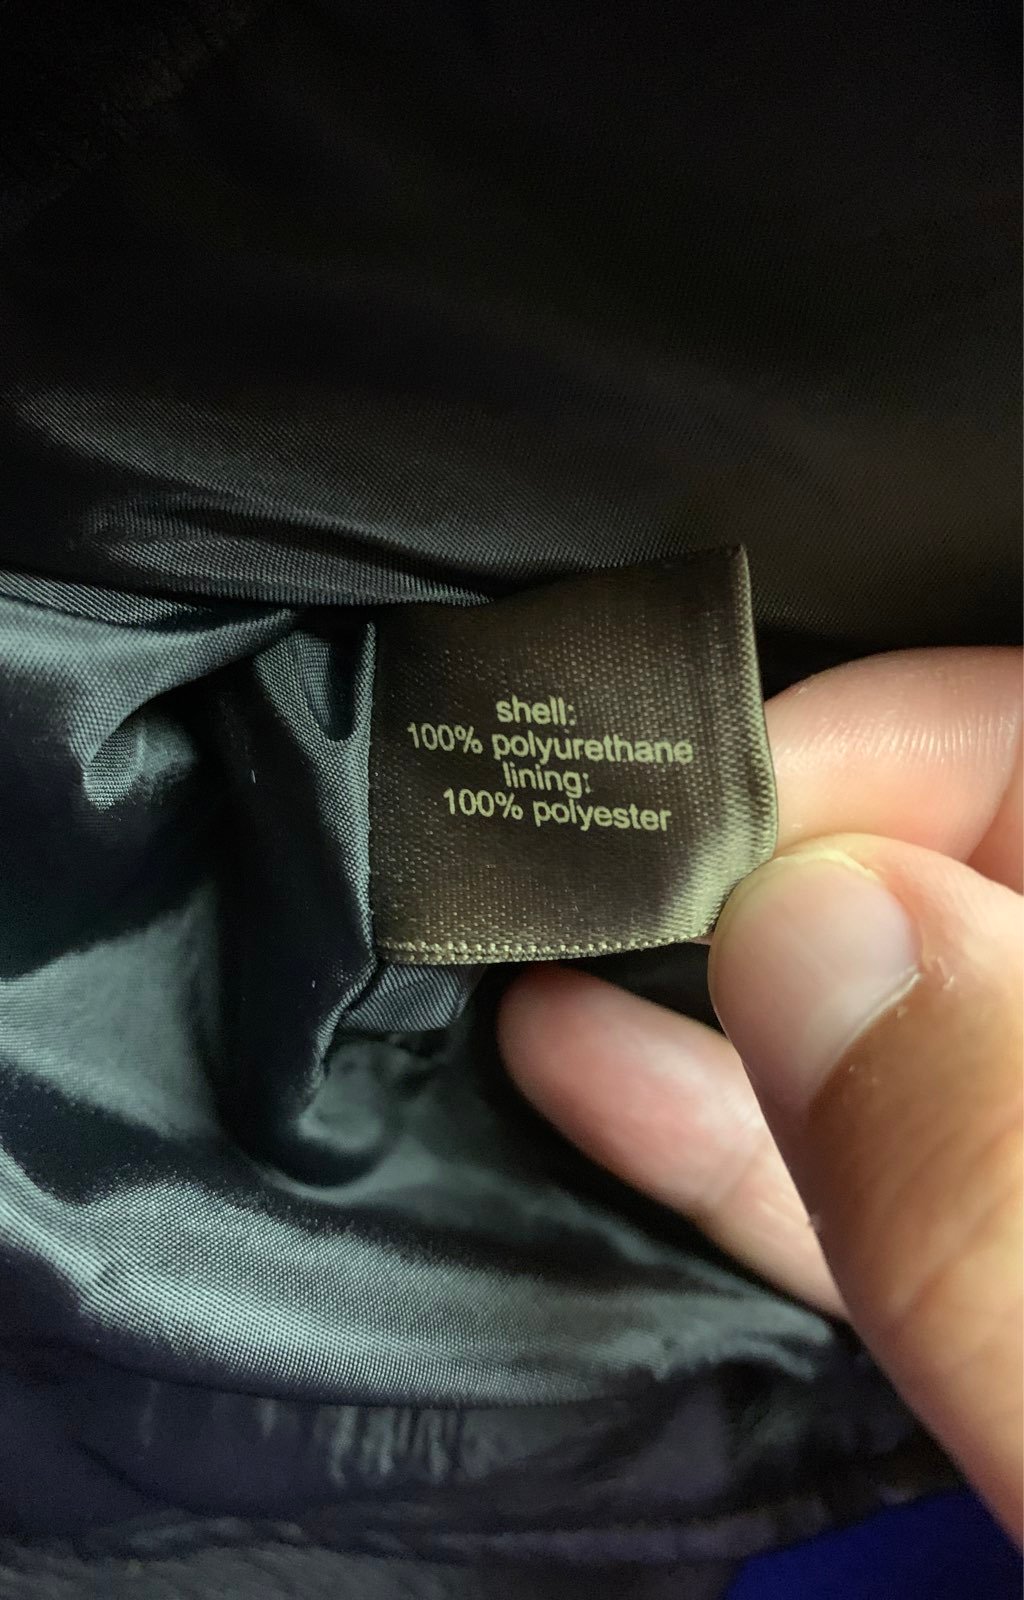 shell:
100% polyurethane
lining:
100% polyester